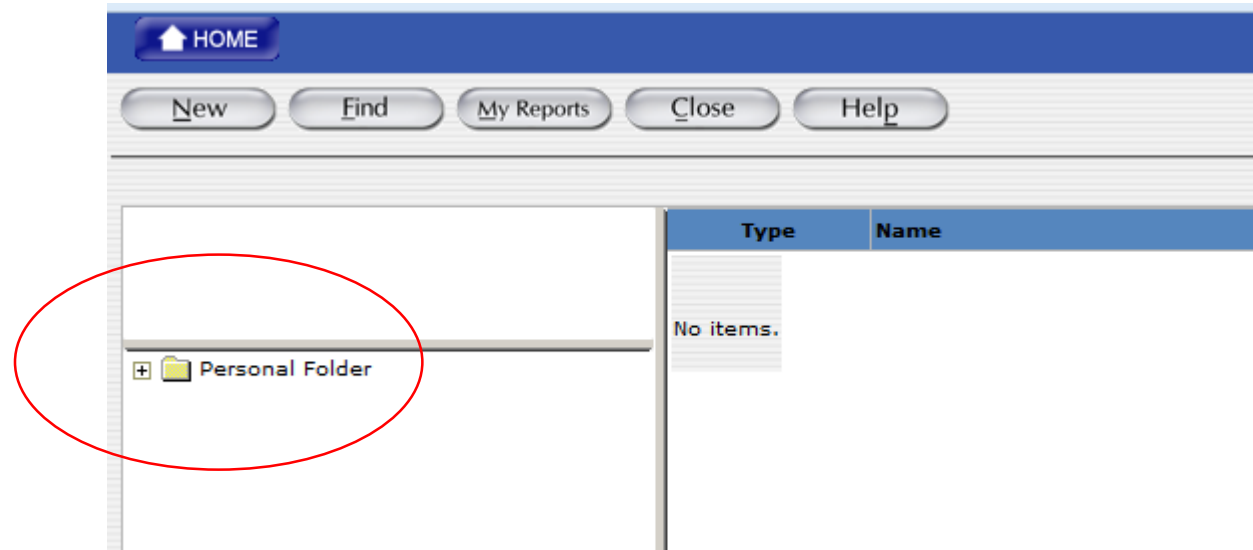 HOME
New Find My Reports Close Help
Type Name
No items.
Personal Folder